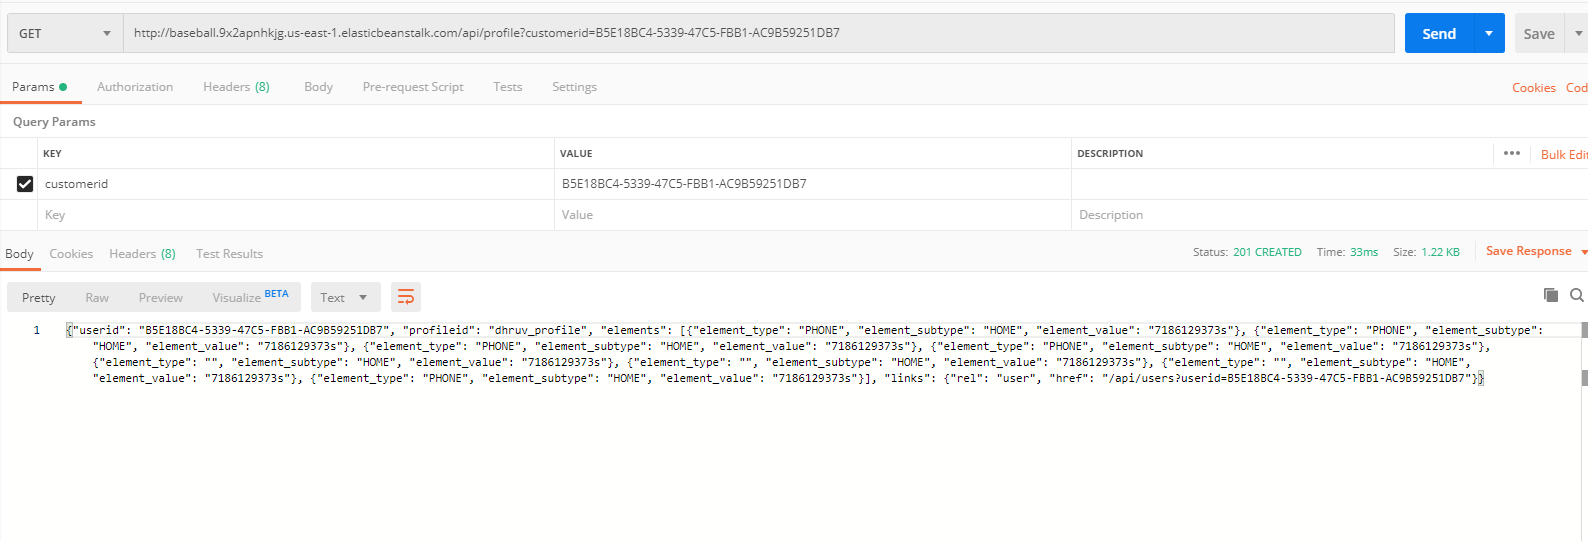 GET http://baseball.9x2apnhkjg.us-east-1.elasticbeanstalk.com/api/profile?customerid=B5E18BC4-5339-47C5-FBB1-AC9B59251DB7 Send Save
Params Authorization Headers (8) Body Pre-request Script Tests Settings Cookies Cod
Query Params
KEY VALUE DESCRIPTION ••• Bulk Edit
customerid B5E18BC4-5339-47C5-FBB1-AC9B59251DB7
Key Value Description
Body Cookies Headers (8) Test Results Status: 201 CREATED Time: 33ms Size: 1.22 KB Save Response
Pretty Raw Preview Visualize BETA Text
1 {"userid": "B5E18BC4-5339-47C5-FBB1-AC9B59251DB7", "profileid": "dhruv_profile", "elements": [{"element_type": "PHONE", "element_subtype": "HOME", "element_value": "7186129373s"}, {"element_type": "PHONE", "element_subtype":
"HOME", "element_value": "7186129373s"}, {"element_type": "PHONE", "element_subtype": "HOME", "element_value": "7186129373s"}, {"element_type": "PHONE", "element_subtype": "HOME", "element_value": "7186129373s"},
{"element_type": "", "element_subtype": "HOME", "element_value": "7186129373s"}, {"element_type": "", "element_subtype": "HOME", "element_value": "7186129373s"}, {"element_type": "", "element_subtype": "HOME",
"element_value": "7186129373s"}, {"element_type": "PHONE", "element_subtype": "HOME", "element_value": "7186129373s"}], "links": {"rel": "user", "href": "/api/users?userid=B5E18BC4-5339-47C5-FBB1-AC9B59251DB7"}}